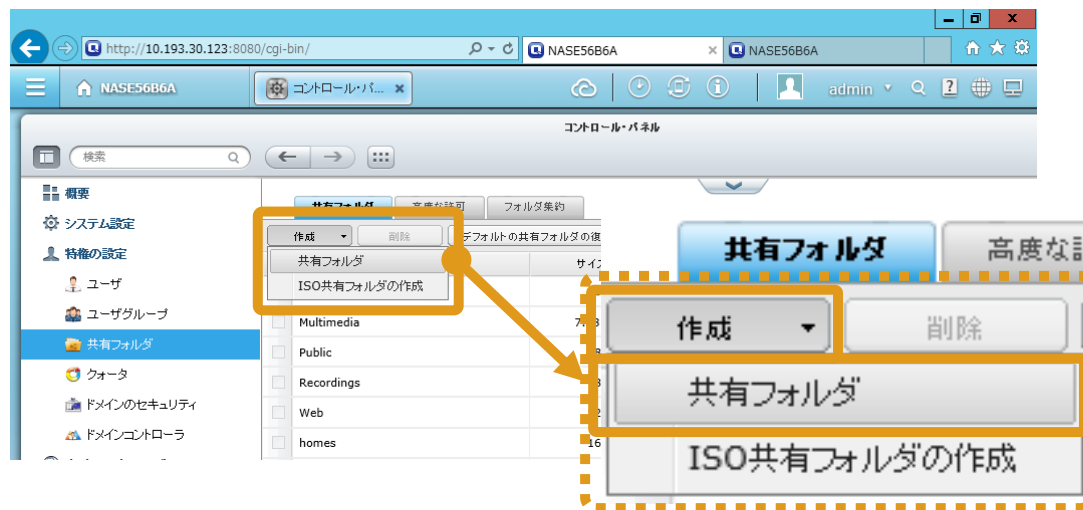 http://10.193.30.123:8080/cgi-bin/
NASE56B6A
NASE56B6A
NASE56B6A
コントロール・パ...
admin
コントロール・パネル
検索
概要
システム設定
特権の設定
ユーザ
ユーザグループ
共有フォルダ
クォータ
ドメインのセキュリティ
ドメインコントローラ
共有フォルダ
高度な許可
フォルダ集約
作成
削除
デフォルトの共有フォルダの復
共有フォルダ
ISO共有フォルダの作成
サイズ
Multimedia
Public
Recordings
Web
homes
16
共有フォルダ
高度な許
作成
削除
共有フォルダ
ISO共有フォルダの作成